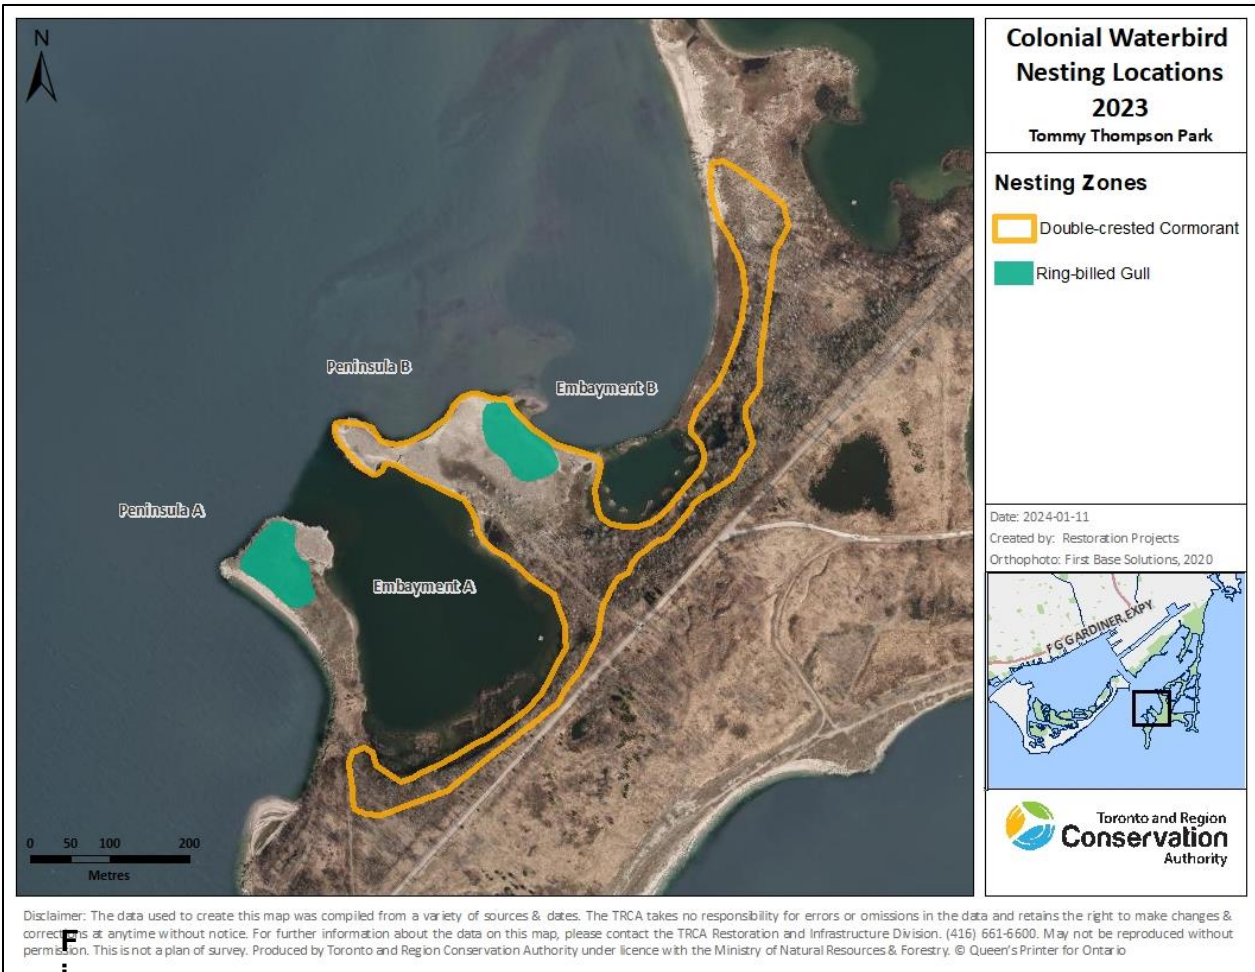 N
Peninsula B
Embayment B
Peninsula A
Embayment A
0 50 100 200
Metres
Colonial Waterbird
Nesting Locations
2023
Tommy Thompson Park
Nesting Zones
Double-crested Cormorant
Ring-billed Gull
Date: 2024-01-11
Created by: Restoration Projects
Orthophoto: First Base Solutions, 2020
F G GARDINER EXPY
Toronto and Region
Conservation
Authority
Disclaimer: The data used to create this map was compiled from a variety of sources & dates. The TRCA takes no responsibility for errors or omissions in the data and retains the right to make changes &
corrections at anytime without notice. For further information about the data on this map, please contact the TRCA Restoration and Infrastructure Division. (416) 661-6600. May not be reproduced without
permission. This is not a plan of survey. Produced by Toronto and Region Conservation Authority under licence with the Ministry of Natural Resources & Forestry. © Queen's Printer for Ontario
F